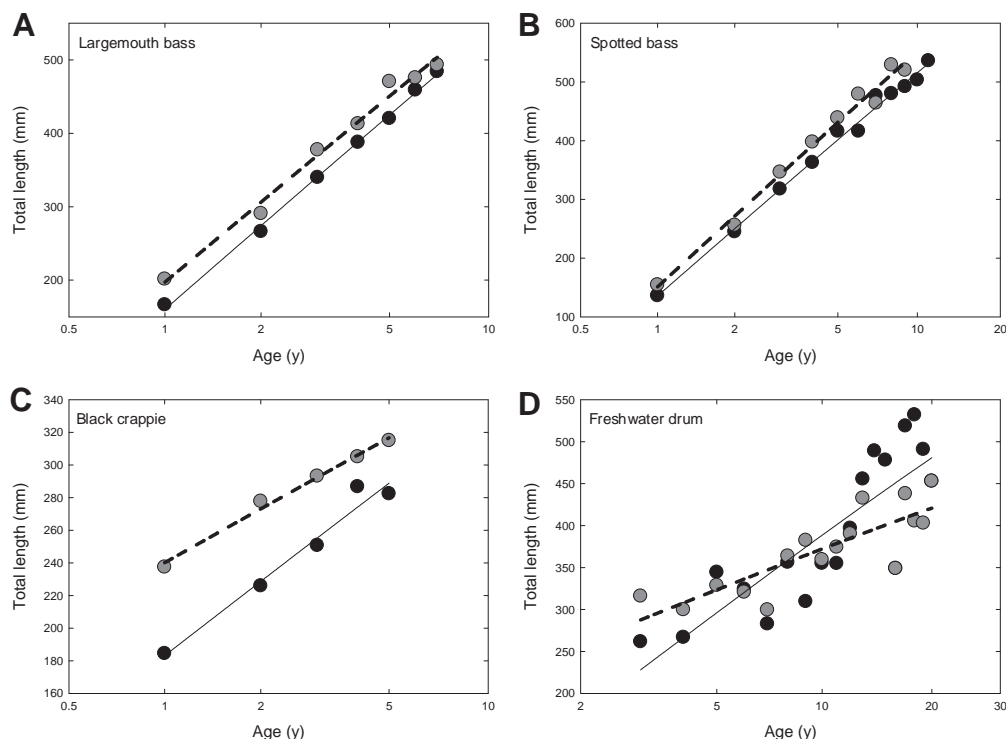 A
Largemouth bass
500
400
300
200
0.5 1 2 5 10
Total length (mm)
Age (y)
B
Spotted bass
600
500
400
300
200
100
0.5 1 2 5 10 20
Total length (mm)
Age (y)
C
Black crappie
340
320
300
280
260
240
220
200
180
160
0.5 1 2 5 10
Total length (mm)
Age (y)
D
Freshwater drum
550
500
450
400
350
300
250
200
2 5 10 20 30
Total length (mm)
Age (y)